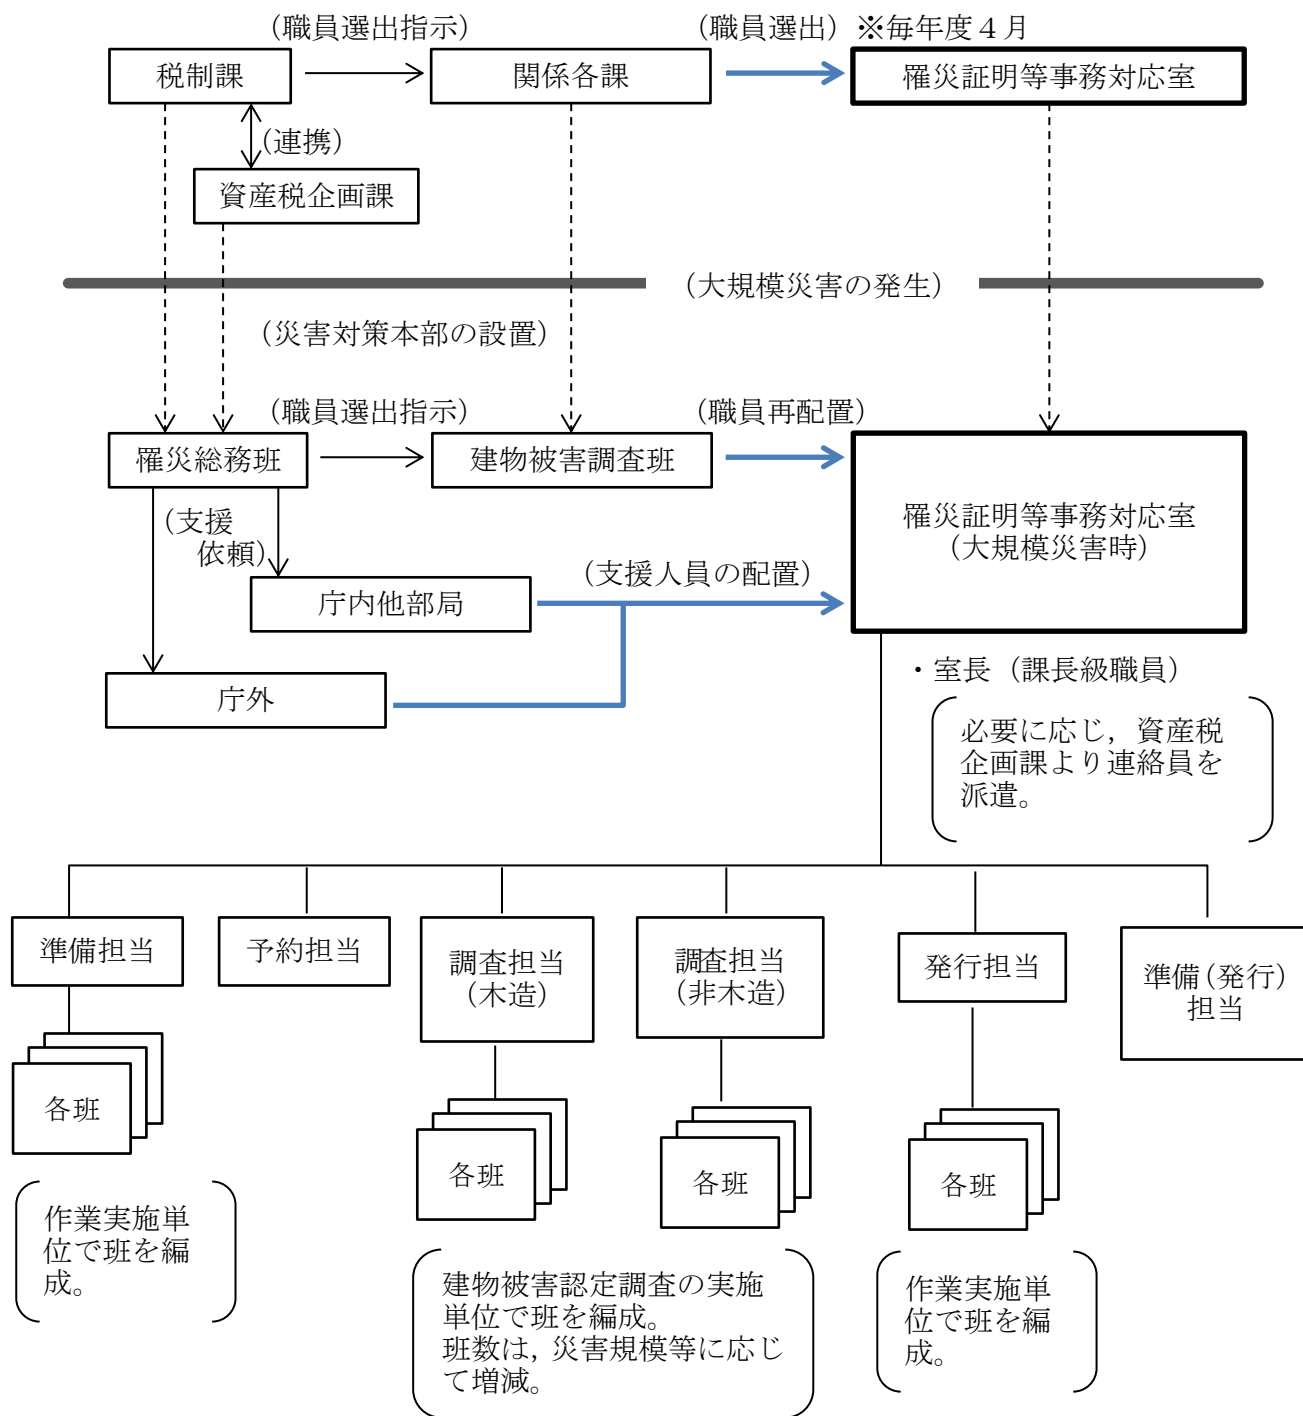 （職員選出指示）
（職員選出）※毎年度４月
税制課
関係各課
罹災証明等事務対応室
（連携）
資産税企画課
（大規模災害の発生）
（災害対策本部の設置）
（職員選出指示）
（職員再配置）
罹災総務班
建物被害調査班
罹災証明等事務対応室
（大規模災害時）
（支援
依頼）
（支援人員の配置）
庁内他部局
庁外
・室長（課長級職員）
必要に応じ，資産税
企画課より連絡員を
派遣。
準備担当
予約担当
調査担当
（木造）
調査担当
（非木造）
発行担当
準備（発行）
担当
各班
各班
各班
各班
作業実施単
位で班を編
成。
建物被害認定調査の実施
単位で班を編成。
班数は，災害規模等に応じ
て増減。
作業実施単
位で班を編
成。